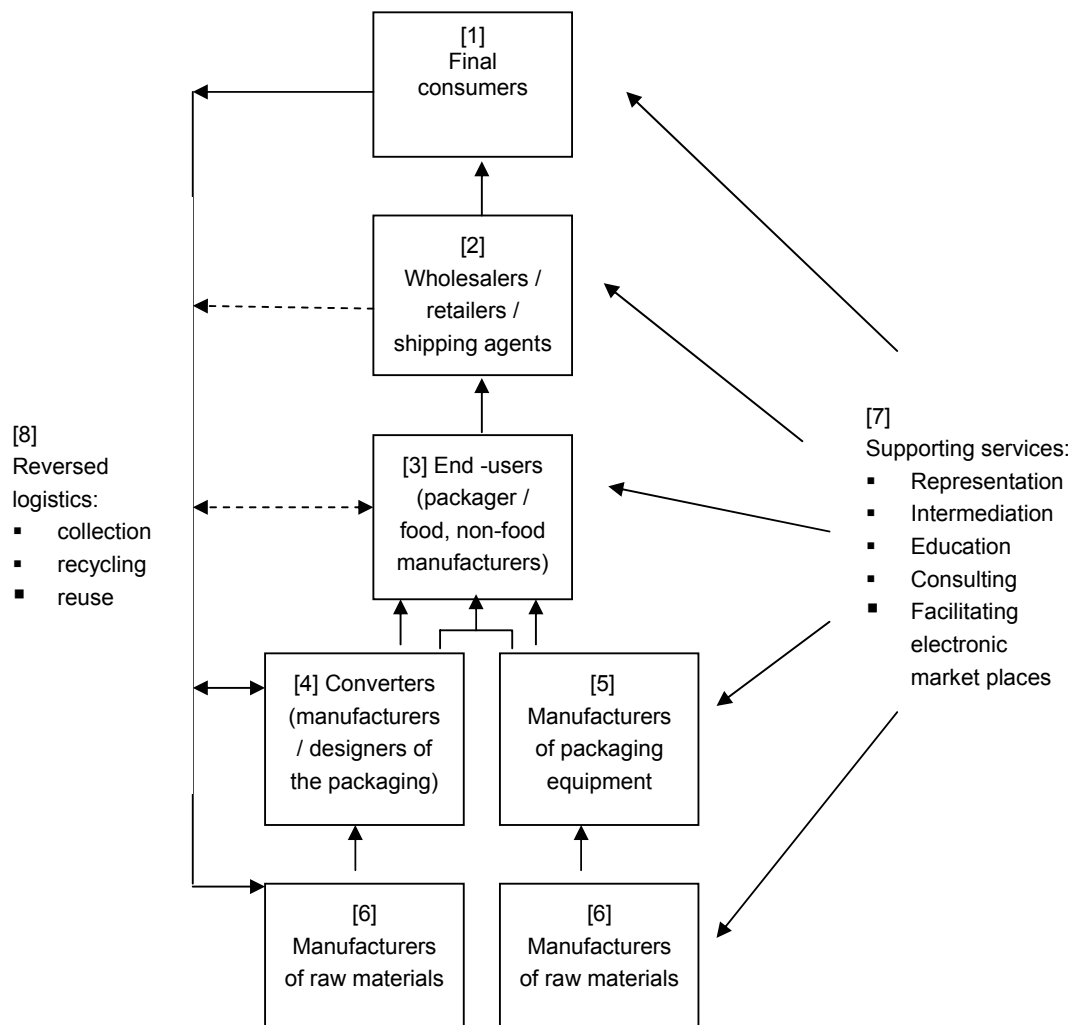 [1]
Final
consumers
[2]
Wholesalers /
retailers /
shipping agents
[3] End -users
(packager /
food, non-food
manufacturers)
[4] Converters
(manufacturers
/ designers of
the packaging)
[5]
Manufacturers
of packaging
equipment
[6]
Manufacturers
of raw materials
[6]
Manufacturers
of raw materials
[7]
Supporting services:
▪ Representation
▪ Intermediation
▪ Education
▪ Consulting
▪ Facilitating
electronic
market places
[8]
Reversed
logistics:
▪ collection
▪ recycling
▪ reuse